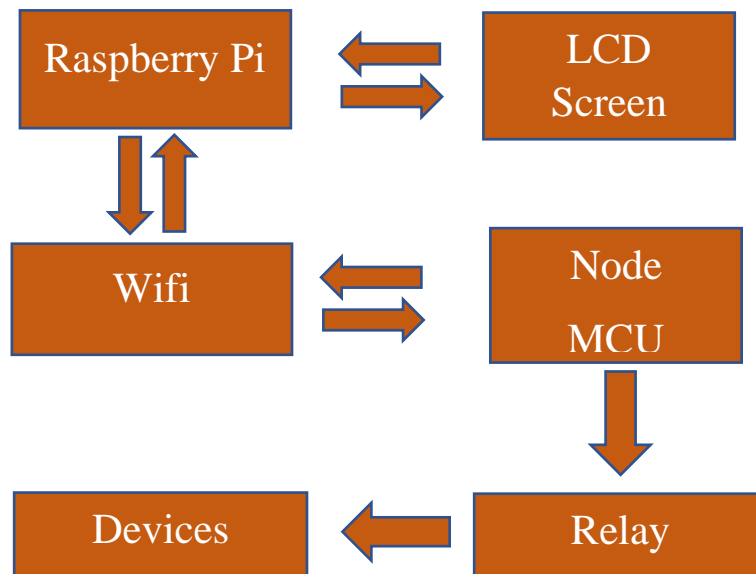 Raspberry Pi
LCD
Screen
Wifi
Node
MCU
Devices
Relay